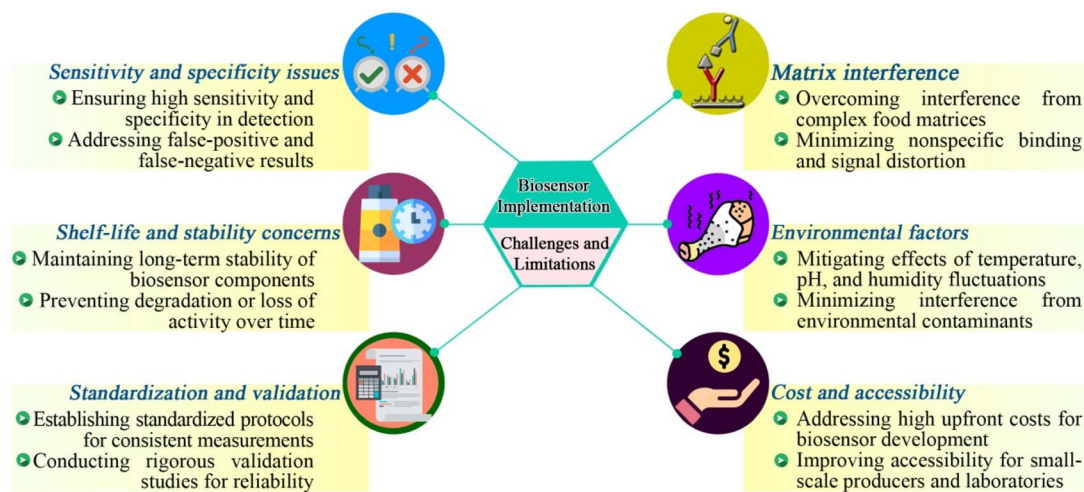 Sensitivity and specificity issues
Ensuring high sensitivity and
specificity in detection
Addressing false-positive and
false-negative results
Shelf-life and stability concerns
Maintaining long-term stability of
biosensor components
Preventing degradation or loss of
activity over time
Standardization and validation
Establishing standardized protocols
for consistent measurements
Conducting rigorous validation
studies for reliability
Biosensor
Implementation
Challenges and
Limitations
Matrix interference
Overcoming interference from
complex food matrices
Minimizing nonspecific binding
and signal distortion
Environmental factors
Mitigating effects of temperature,
pH, and humidity fluctuations
Minimizing interference from
environmental contaminants
$
Cost and accessibility
Addressing high upfront costs for
biosensor development
Improving accessibility for small-
scale producers and laboratories